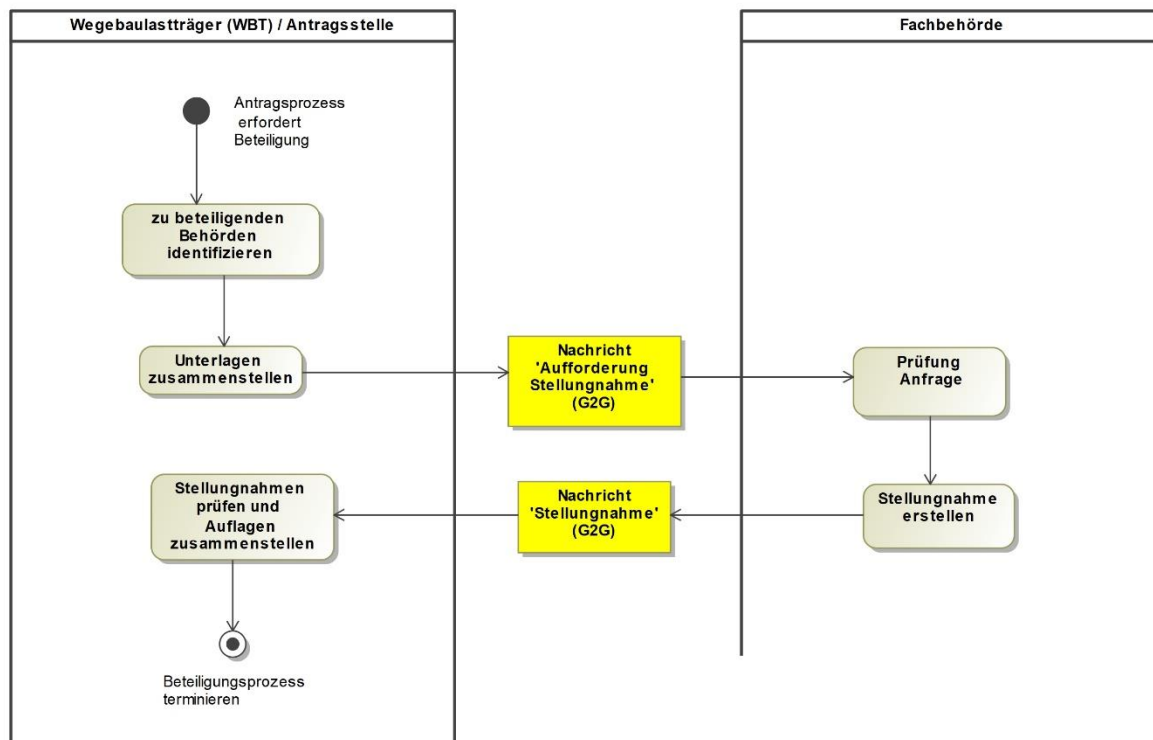 Wegebaulastträger (WBT) / Antragsstelle
Fachbehörde
Antragsprozess
erfordert
Beteiligung
zu beteiligenden
Behörden
identifizieren
Unterlagen
zusammenstellen
Nachricht
'Aufforderung
Stellungnahme'
(G2G)
Prüfung
Anfrage
Stellungnahme
erstellen
Nachricht
'Stellungnahme'
(G2G)
Stellungnahmen
prüfen und
Auflagen
zusammenstellen
Beteiligungsprozess
terminieren